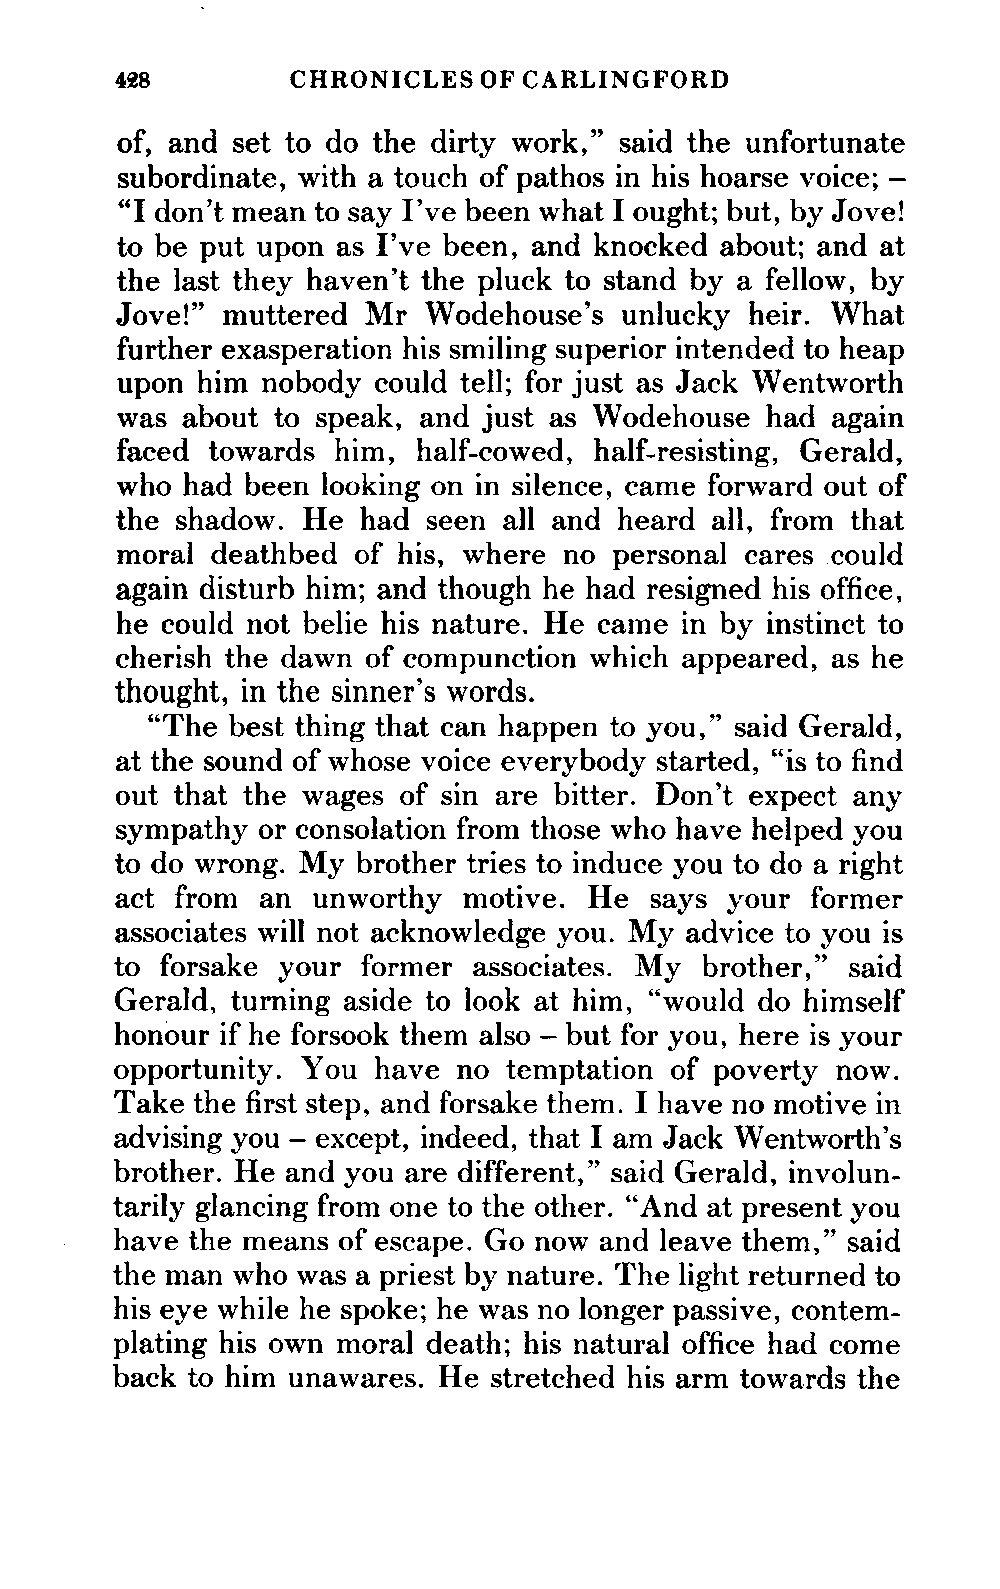 428 CHRONICLES OF CARLINGFORD
of, and set to do the dirty work,” said the unfortunate
subordinate, with a touch of pathos in his hoarse voice; –
“I don’t mean to say I’ve been what I ought; but, by Jove!
to be put upon as I’ve been, and knocked about; and at
the last they haven’t the pluck to stand by a fellow, by
Jove!” muttered Mr Wodehouse’s unlucky heir. What
further exasperation his smiling superior intended to heap
upon him nobody could tell; for just as Jack Wentworth
was about to speak, and just as Wodehouse had again
faced towards him, half-cowed, half-resisting, Gerald,
who had been looking on in silence, came forward out of
the shadow. He had seen all and heard all, from that
moral deathbed of his, where no personal cares could
again disturb him; and though he had resigned his office,
he could not belie his nature. He came in by instinct to
cherish the dawn of compunction which appeared, as he
thought, in the sinner’s words.
“The best thing that can happen to you,” said Gerald,
at the sound of whose voice everybody started, “is to find
out that the wages of sin are bitter. Don’t expect any
sympathy or consolation from those who have helped you
to do wrong. My brother tries to induce you to do a right
act from an unworthy motive. He says your former
associates will not acknowledge you. My advice to you is
to forsake your former associates. My brother,” said
Gerald, turning aside to look at him, “would do himself
honour if he forsook them also – but for you, here is your
opportunity. You have no temptation of poverty now.
Take the first step, and forsake them. I have no motive in
advising you – except, indeed, that I am Jack Wentworth’s
brother. He and you are different,” said Gerald, involun-
tarily glancing from one to the other. “And at present you
have the means of escape. Go now and leave them,” said
the man who was a priest by nature. The light returned to
his eye while he spoke; he was no longer passive, contem-
plating his own moral death; his natural office had come
back to him unawares. He stretched his arm towards the